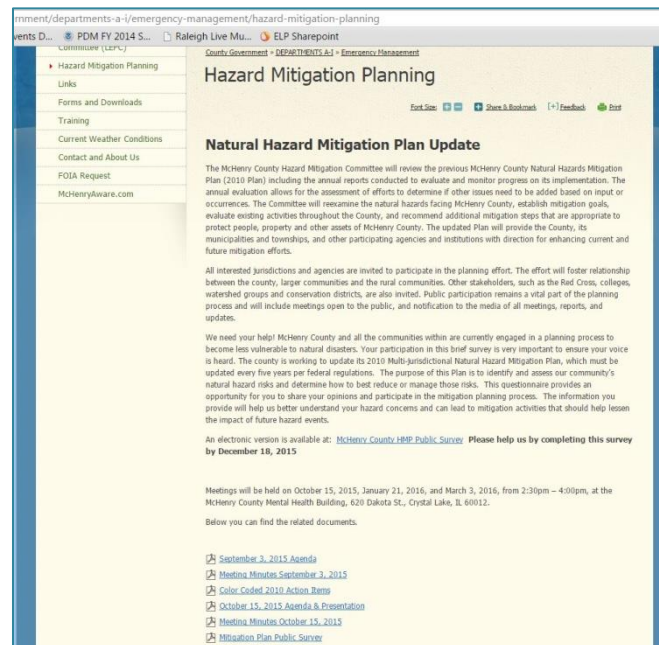 rnment/departments-a-i/emergency-management/hazard-mitigation-planning
vents D... PDM FY 2014 S... Raleigh Live Mu... ELP Sharepoint
Committee (LEPC)
Hazard Mitigation Planning
Links
Forms and Downloads
Training
Current Weather Conditions
Contact and About Us
FOIA Request
McHenryAware.com
County Government » DEPARTMENTS A-I » Emergency Management
Hazard Mitigation Planning
Font Size: Share & Bookmark [+] Feedback Print
Natural Hazard Mitigation Plan Update
The McHenry County Hazard Mitigation Committee will review the previous McHenry County Natural Hazards Mitigation
Plan (2010 Plan) including the annual reports conducted to evaluate and monitor progress on its implementation. The
annual evaluation allows for the assessment of efforts to determine if other issues need to be added based on input or
occurrences. The Committee will reexamine the natural hazards facing McHenry County, establish mitigation goals,
evaluate existing activities throughout the County, and recommend additional mitigation steps that are appropriate to
protect people, property and other assets of McHenry County. The updated Plan will provide the County, its
municipalities and townships, and other participating agencies and institutions with direction for enhancing current and
future mitigation efforts.
All interested jurisdictions and agencies are invited to participate in the planning effort. The effort will foster relationship
between the county, larger communities and the rural communities. Other stakeholders, such as the Red Cross, colleges,
watershed groups and conservation districts, are also invited. Public participation remains a vital part of the planning
process and will include meetings open to the public, and notification to the media of all meetings, reports, and
updates.
We need your help! McHenry County and all the communities within are currently engaged in a planning process to
become less vulnerable to natural disasters. Your participation in this brief survey is very important to ensure your voice
is heard. The county is working to update its 2010 Multi-Jurisdictional Natural Hazard Mitigation Plan, which must be
updated every five years per federal regulations. The purpose of this Plan is to identify and assess our community's
natural hazard risks and determine how to best reduce or manage those risks. This questionnaire provides an
opportunity for you to share your opinions and participate in the mitigation planning process. The information you
provide will help us better understand your hazard concerns and can lead to mitigation activities that should help lessen
the impact of future hazard events.
An electronic version is available at: McHenry County HMP Public Survey Please help us by completing this survey
by December 18, 2015
Meetings will be held on October 15, 2015, January 21, 2016, and March 3, 2016, from 2:30pm – 4:00pm, at the
McHenry County Mental Health Building, 620 Dakota St., Crystal Lake, IL 60012.
Below you can find the related documents.
September 3, 2015 Agenda
Meeting Minutes September 3, 2015
Color Coded 2010 Action Items
October 15, 2015 Agenda & Presentation
Meeting Minutes October 15, 2015
Mitigation Plan Public Survey